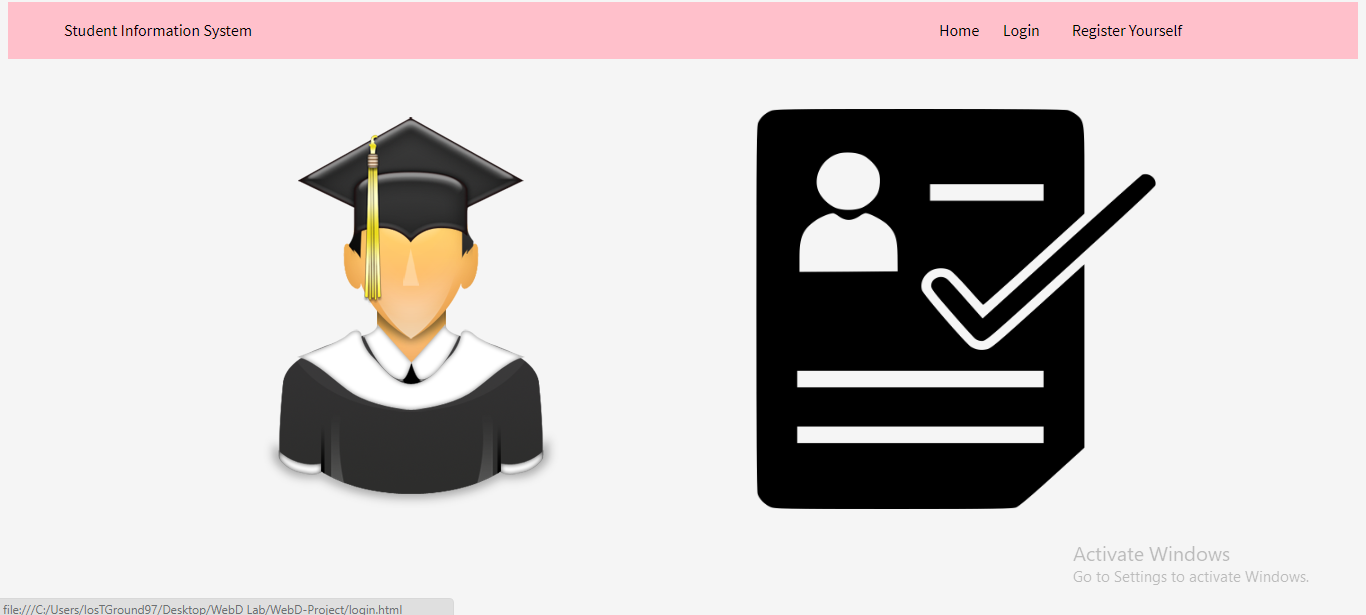 Student Information System
Home Login Register Yourself
Activate Windows
Go to Settings to activate Windows.
file:///C:/Users/losTGround97/Desktop/WebD Lab/WebD-Project/login.html